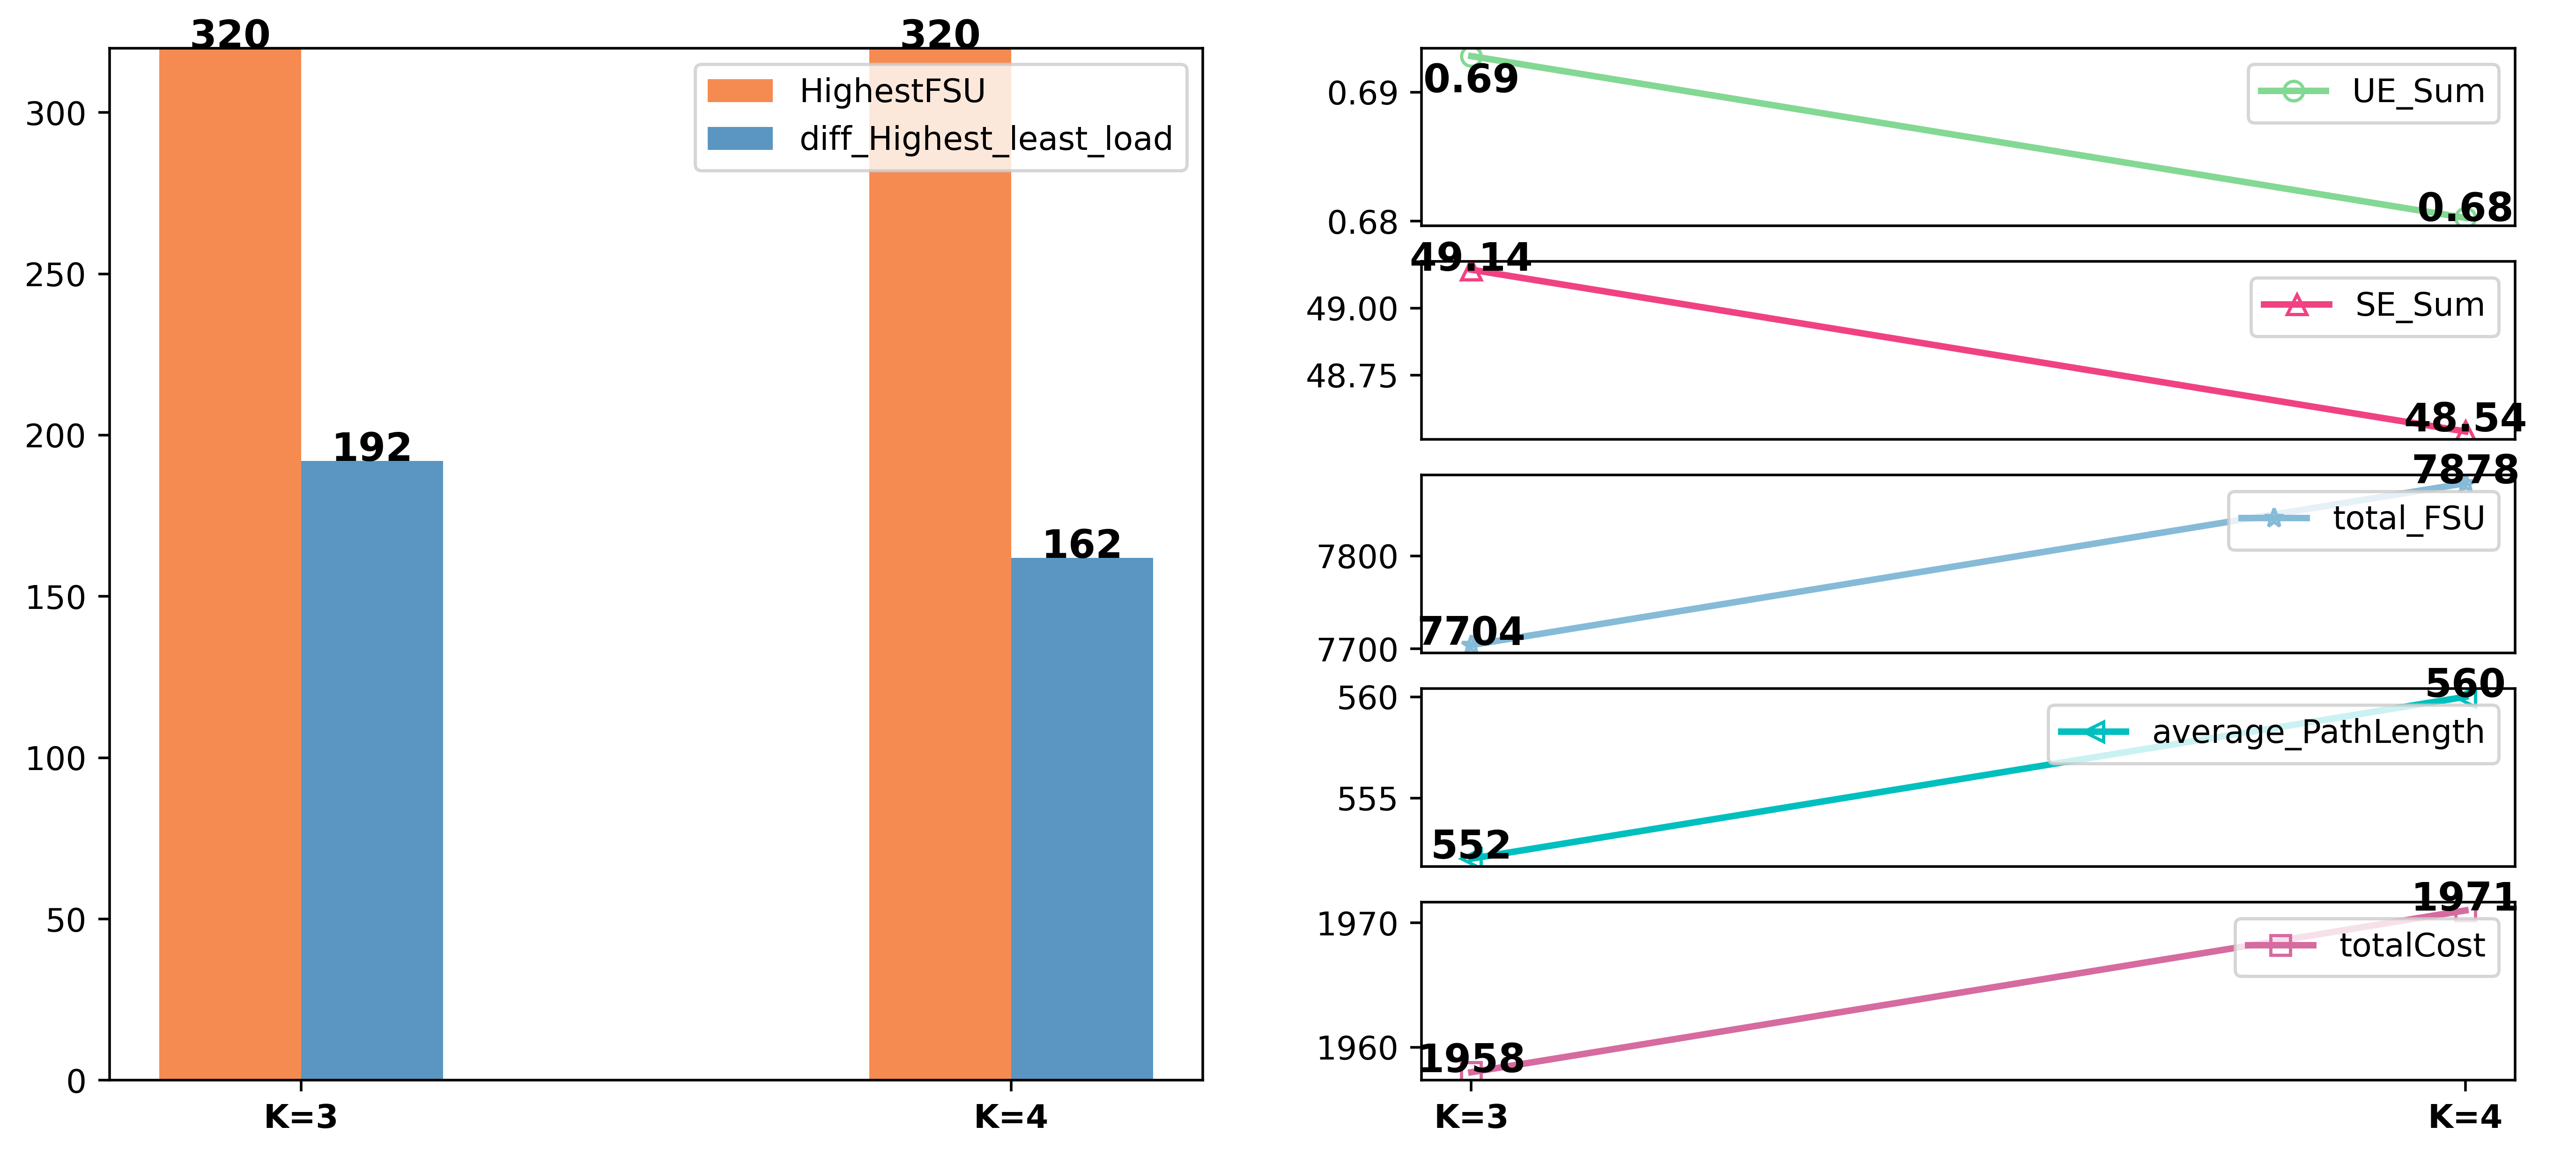 320
320
HighestFSU
diff_Highest_least_load
300
250
200
192
162
150
100
50
0
K=3
K=4
0.69
0.69
UE_Sum
0.68
0.68
49.14
SE_Sum
49.00
48.75
48.54
7878
total_FSU
7800
7704
7700
560
560
average_PathLength
555
552
1971
1970
totalCost
1958
1960
K=3
K=4